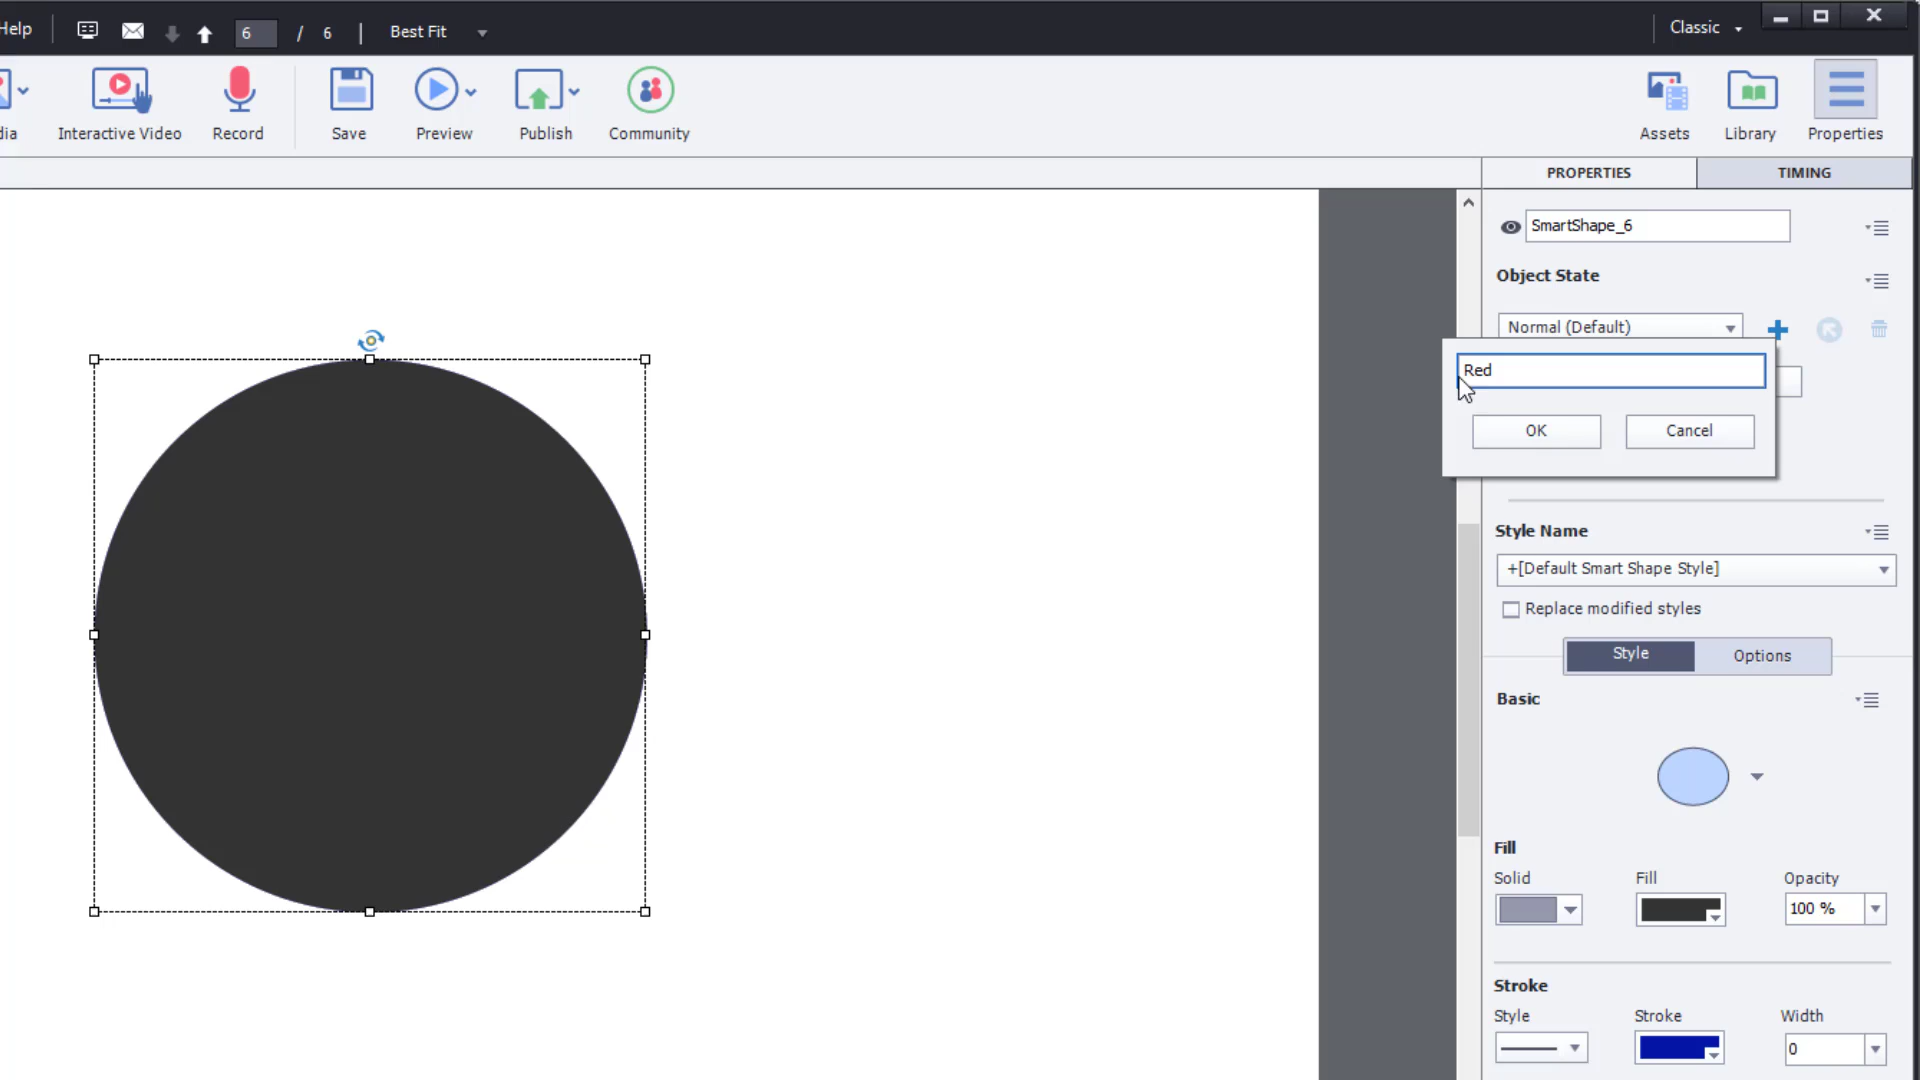 Help
6 / 6
Best Fit
Classic
dia
Interactive Video
Record
Save
Preview
Publish
Community
Assets
Library
Properties
PROPERTIES
TIMING
SmartShape_6
Object State
Normal (Default)
Red
OK
Cancel
Style Name
+[Default Smart Shape Style]
Replace modified styles
Style
Options
Basic
Fill
Solid
Fill
Opacity
100 %
Stroke
Style
Stroke
Width
0